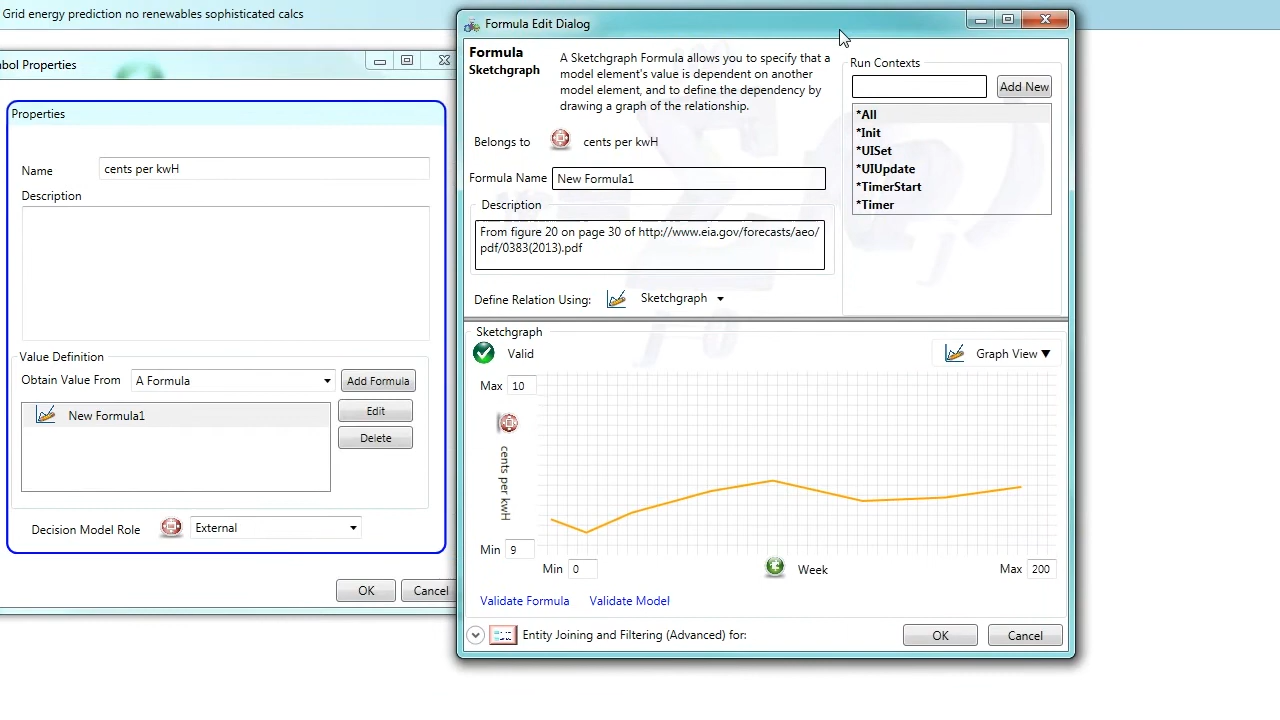 Grid energy prediction no renewables sophisticated calcs
bol Properties
Properties
Name
cents per kwH
Description
Value Definition
Obtain Value From
A Formula
Add Formula
New Formula1
Edit
Delete
Decision Model Role
External
OK
Cancel
Formula Edit Dialog
Formula
Sketchgraph
A Sketchgraph Formula allows you to specify that a
model element's value is dependent on another
model element, and to define the dependency by
drawing a graph of the relationship.
Belongs to
cents per kwH
Formula Name
New Formula1
Description
From figure 20 on page 30 of http://www.eia.gov/forecasts/aeo/
pdf/0383(2013).pdf
Define Relation Using:
Sketchgraph
Run Contexts
Add New
*All
*Init
*UISet
*UIUpdate
*TimerStart
*Timer
Sketchgraph
Valid
Graph View
Max 10
cents per kwH
Min 9
Min 0
Week
Max 200
Validate Formula
Validate Model
Entity Joining and Filtering (Advanced) for:
OK
Cancel